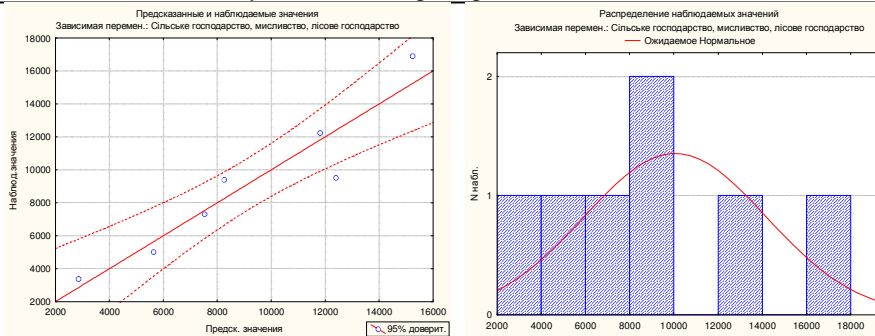 Предсказанные и наблюдаемые значения
Зависимая перемен.: Сільське господарство, мисливство, лісове господарство
18000
16000
14000
12000
10000
8000
6000
4000
2000
Наблюд.значения
2000 4000 6000 8000 10000 12000 14000 16000
Предск. значения
95% доверит.
Распределение наблюдаемых значений
Зависимая перемен.: Сільське господарство, мисливство, лісове господарство
Ожидаемое Нормальное
2
1
0
N набл.
2000 4000 6000 8000 10000 12000 14000 16000 18000